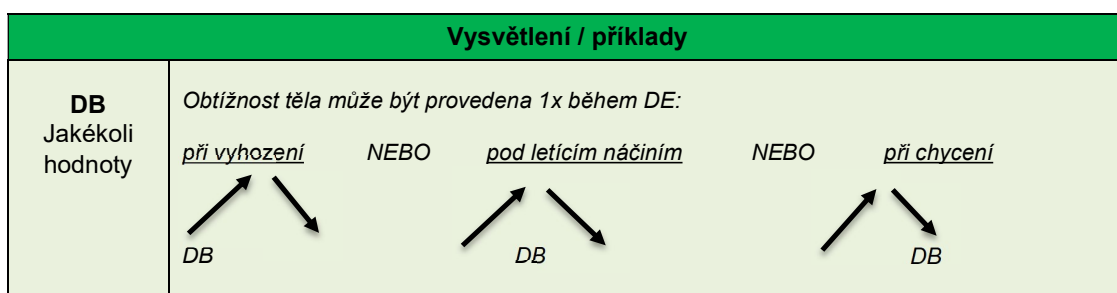 Vysvětlení / příklady
DB
Jakékoli
hodnoty
Obtížnost těla může být provedena 1x během DE:
při vyhození NEBO pod letícím náčiním NEBO při chycení
DB DB DB